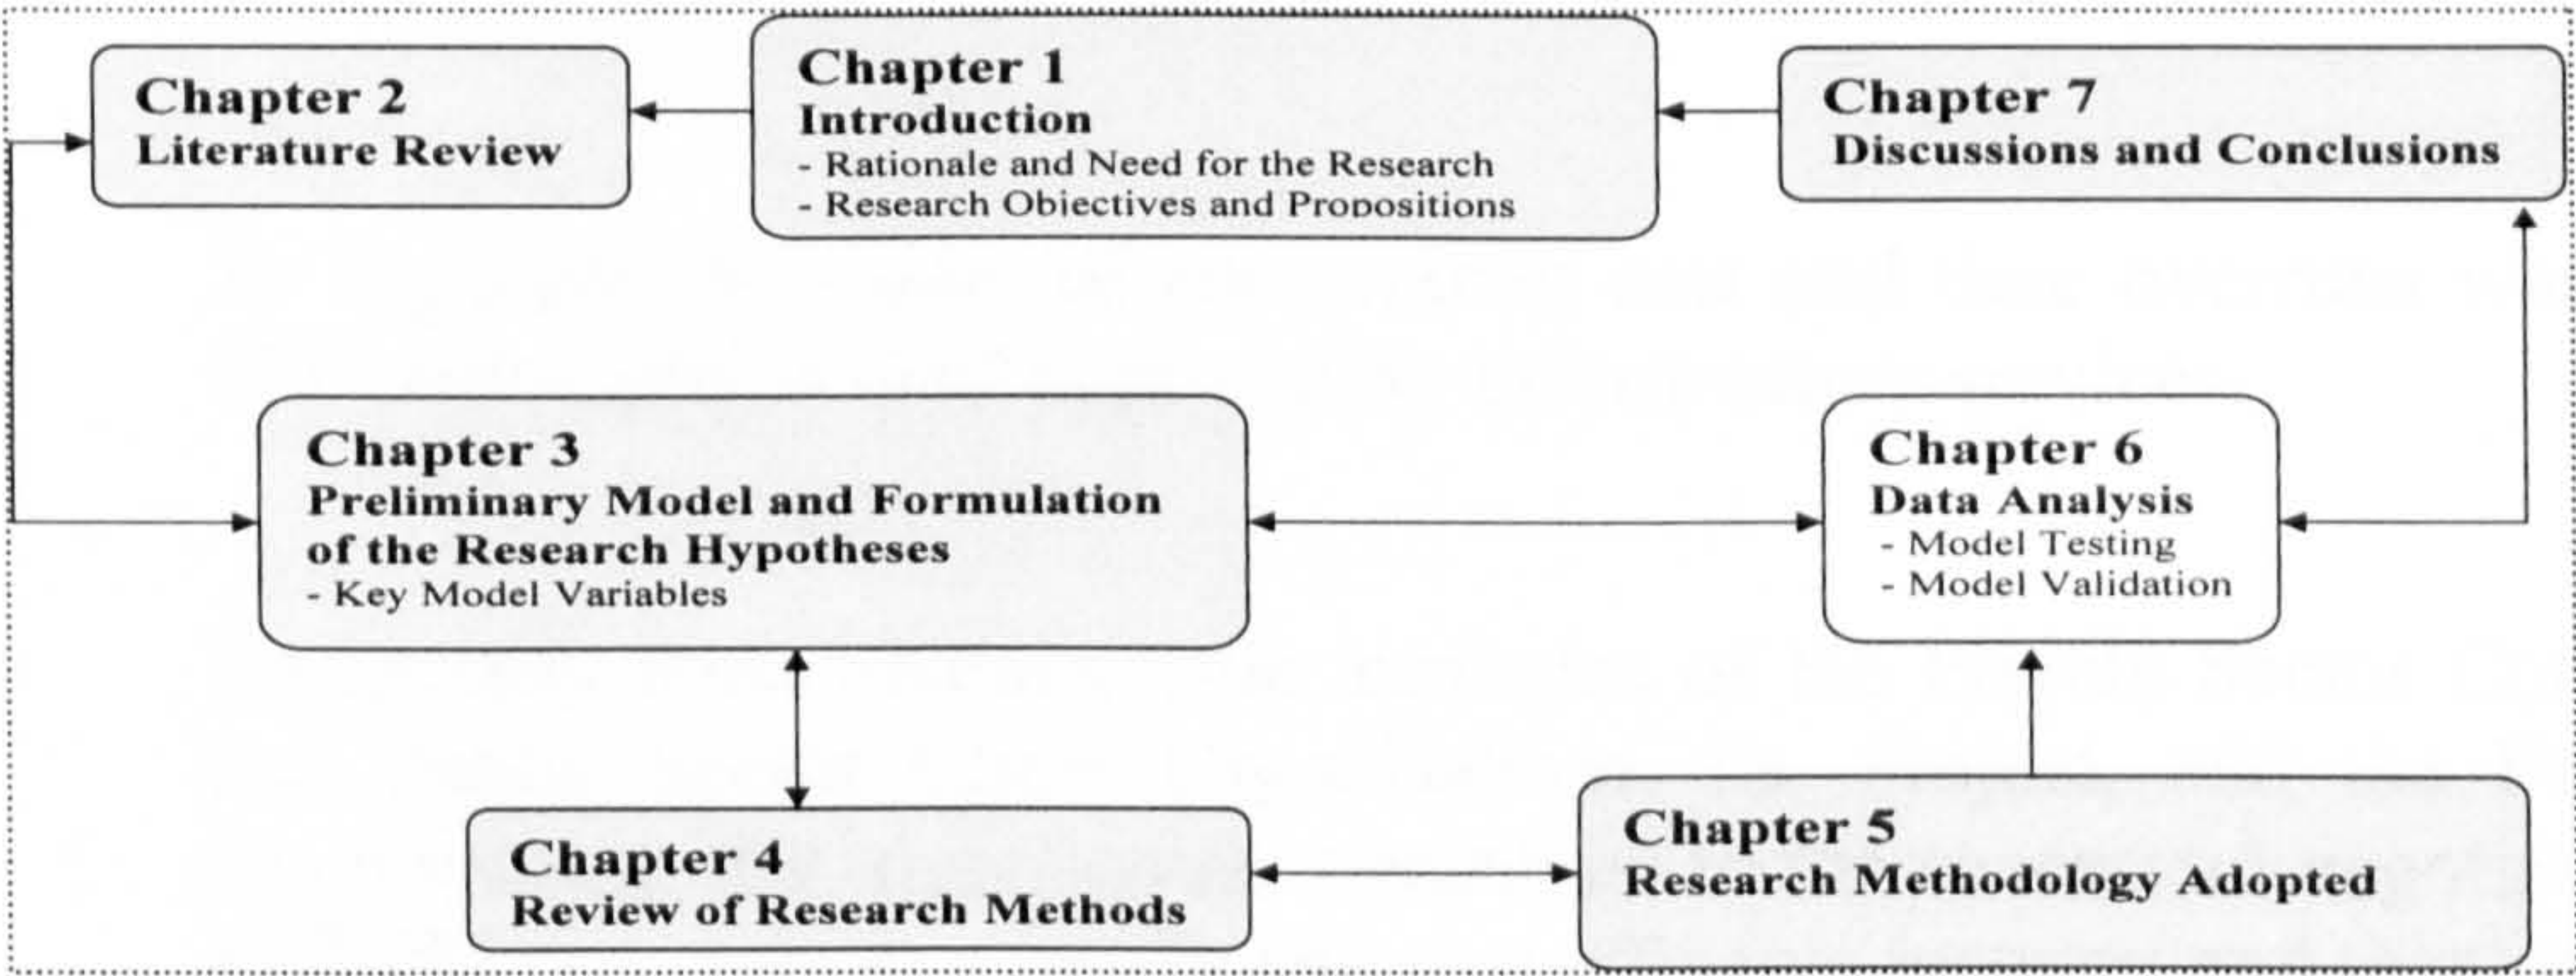 Chapter 2
Literature Review
Chapter 1
Introduction
- Rationale and Need for the Research
- Research Objectives and Propositions
Chapter 7
Discussions and Conclusions
Chapter 3
Preliminary Model and Formulation
of the Research Hypotheses
- Key Model Variables
Chapter 6
Data Analysis
- Model Testing
- Model Validation
Chapter 4
Review of Research Methods
Chapter 5
Research Methodology Adopted